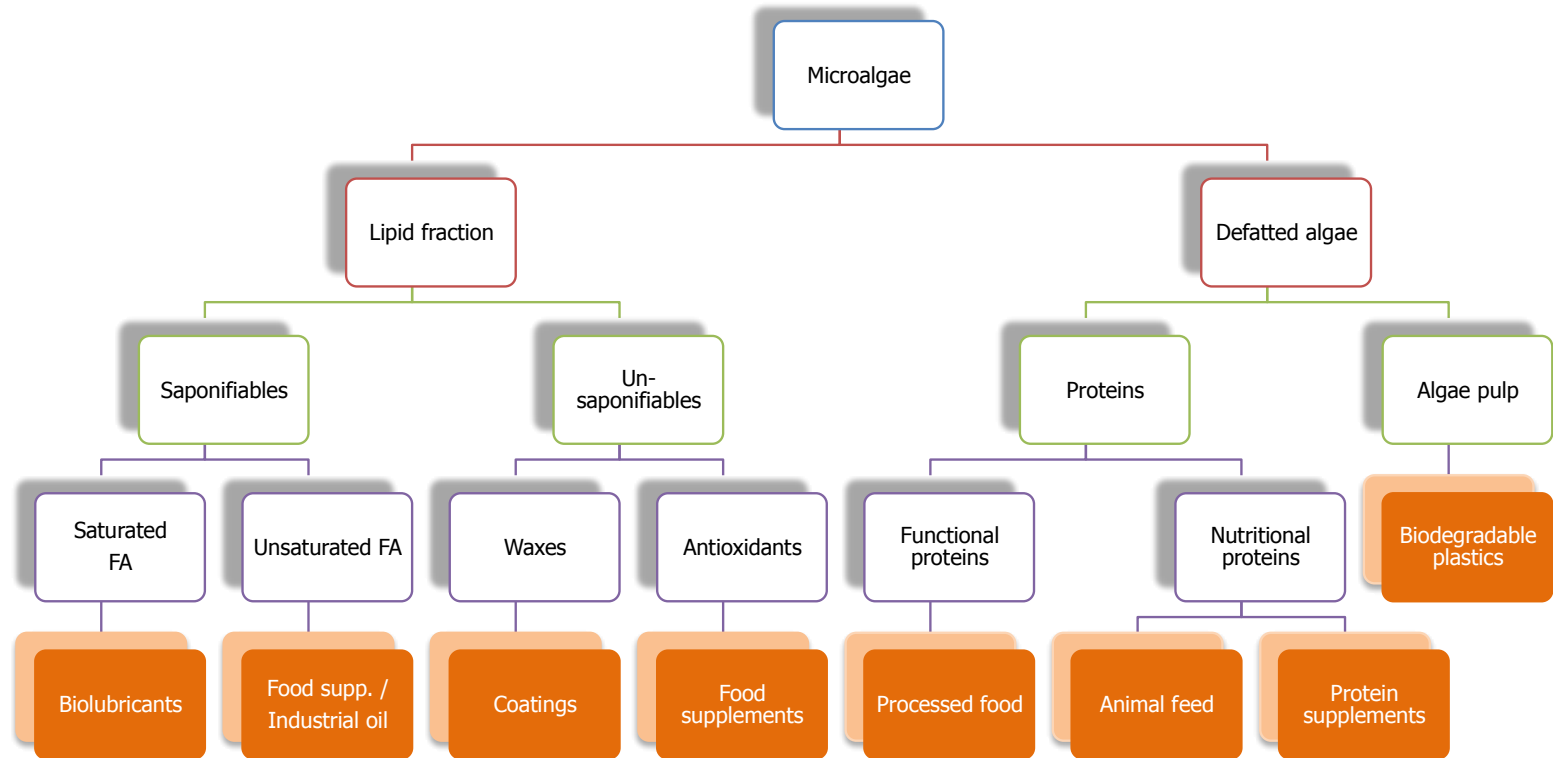 Microalgae
Lipid fraction
Defatted algae
Saponifiables
Un-
saponifiables
Proteins
Algae pulp
Saturated
FA
Unsaturated FA
Waxes
Antioxidants
Functional
proteins
Nutritional
proteins
Biodegradable
plastics
Biolubricants
Food supp. /
Industrial oil
Coatings
Food
supplements
Processed food
Animal feed
Protein
supplements